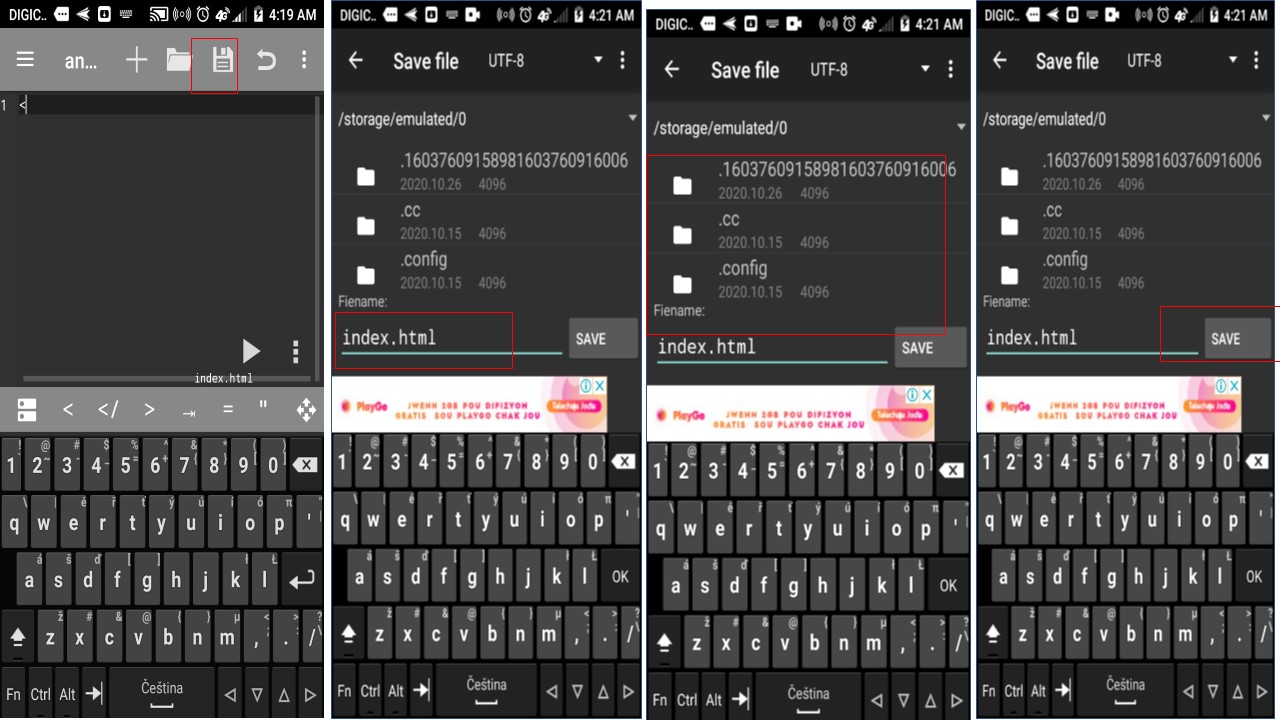 DIGIC.. 4G 4:19 AM
an...
1 <
index.html
< </ > ⇥ = "
1 2 3 4 5 6 7 8 9 0
q w e r t y u i o p '
a s d f g h j k l
z x c v b n m , . /
Fn Ctrl Alt Čeština
DIGIC.. 4G 4:21 AM
Save file UTF-8
/storage/emulated/0
.16037609158981603760916006
2020.10.26 4096
.cc
2020.10.15 4096
.config
2020.10.15 4096
Fiename:
index.html SAVE
PlayGo JWENN 2GB POU DIFIZYON
GRATIS SOU PLAYGO CHAK JOU
Telechaje
1 2 3 4 5 6 7 8 9 0
q w e r t y u i o p '
a s d f g h j k l OK
z x c v b n m , . /
Fn Ctrl Alt Čeština
DIGIC.. 4G 4:21 AM
Save file UTF-8
/storage/emulated/0
.16037609158981603760916006
2020.10.26 4096
.cc
2020.10.15 4096
.config
2020.10.15 4096
Fiename:
index.html SAVE
PlayGo JWENN 2GB POU DIFIZYON
GRATIS SOU PLAYGO CHAK JOU
Telechaje
1 2 3 4 5 6 7 8 9 0
q w e r t y u i o p '
a s d f g h j k l OK
z x c v b n m , . /
Fn Ctrl Alt Čeština
DIGIC.. 4G 4:21 AM
Save file UTF-8
/storage/emulated/0
.16037609158981603760916006
2020.10.26 4096
.cc
2020.10.15 4096
.config
2020.10.15 4096
Fiename:
index.html SAVE
PlayGo JWENN 2GB POU DIFIZYON
GRATIS SOU PLAYGO CHAK JOU
Telechaje
1 2 3 4 5 6 7 8 9 0
q w e r t y u i o p '
a s d f g h j k l OK
z x c v b n m , . /
Fn Ctrl Alt Čeština